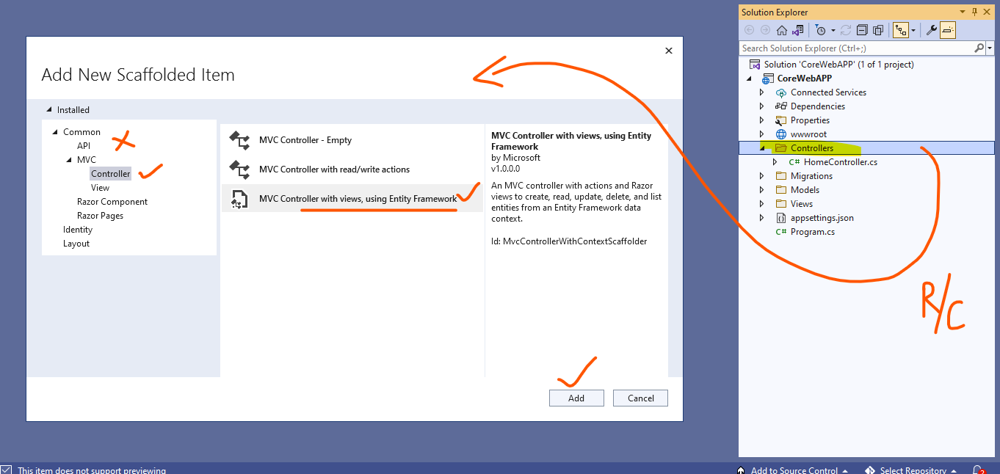 Solution Explorer
Search Solution Explorer (Ctrl+;)
Solution 'CoreWebAPP' (1 of 1 project)
CoreWebAPP
Connected Services
Dependencies
Properties
wwwroot
Controllers
C# HomeController.cs
Migrations
Models
Views
appsettings.json
C# Program.cs
R/C
Add New Scaffolded Item
Installed
Common
API
MVC
Controller
View
Razor Component
Razor Pages
Identity
Layout
MVC Controller - Empty
MVC Controller with read/write actions
MVC Controller with views, using Entity Framework
MVC Controller with views, using Entity
Framework
by Microsoft
v1.0.0.0
An MVC controller with actions and Razor
views to create, read, update, delete, and list
entities from an Entity Framework data
context.
Id: MvcControllerWithContextScaffolder
Add
Cancel
This item does not support previewing
Add to Source Control
Select Repository
2